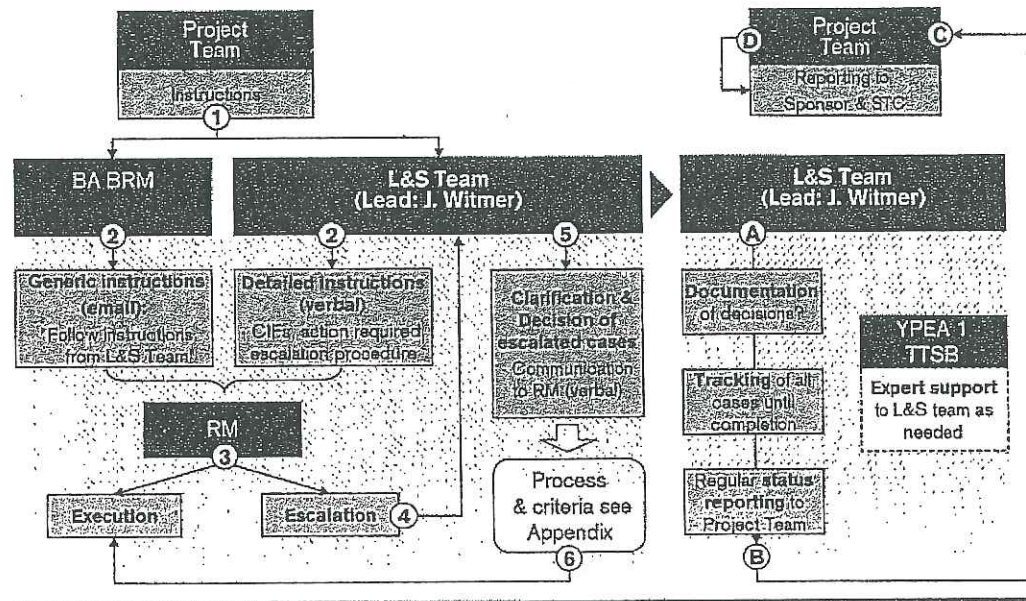 Project
Team
Instructions
1
BA BRM
L&S Team
(Lead: J. Witmer)
2
2
5
Generic instructions
(email):
Follow instructions
from L&S Team!
Detailed Instructions
(verbal)
action required
escalation procedure
Clarification &
Decision of
escalated cases
Communication
to RM (verbal)
RM
3
Execution
Escalation
4
Process
& criteria see
Appendix
6
D
Project
Team
C
Reporting to
Sponsor & STC
L&S Team
(Lead: J. Witmer)
A
Documentation
of decisions?
Tracking of all
cases until
completion
Regular status
reporting to
Project Team
B
YPEA 1
TTSB
Expert support
to L&S team as
needed